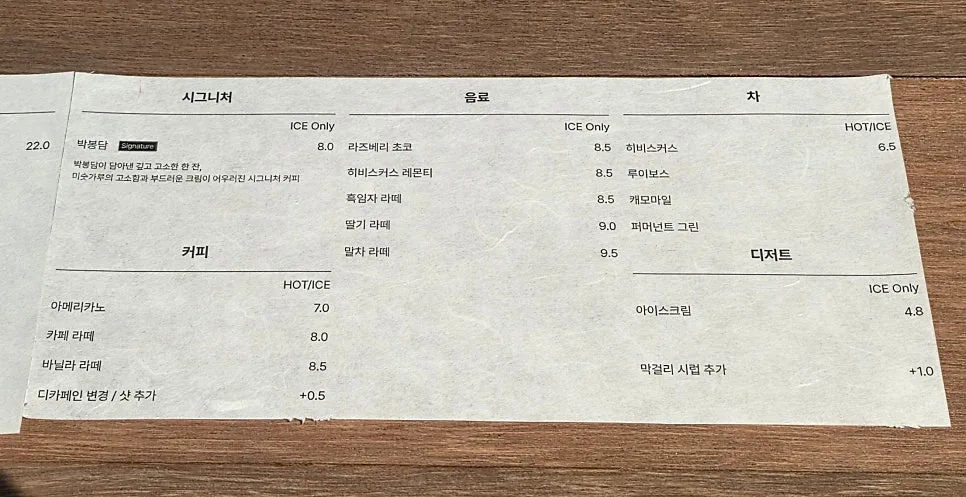 22.0
시그니처
ICE Only
박봉담 Signature 8.0
박봉담이 담아낸 깊고 고소한 한 잔,
미숫가루의 고소함과 부드러운 크림이 어우러진 시그니처 커피
커피
HOT/ICE
아메리카노 7.0
카페 라떼 8.0
바닐라 라떼 8.5
디카페인 변경 / 샷 추가 +0.5
음료
ICE Only
라즈베리 초코 8.5
히비스커스 레몬티 8.5
흑임자 라떼 8.5
딸기 라떼 9.0
말차 라떼 9.5
차
HOT/ICE
히비스커스 6.5
루이보스
캐모마일
퍼머넌트 그린
디저트
ICE Only
아이스크림 4.8
막걸리 시럽 추가 +1.0